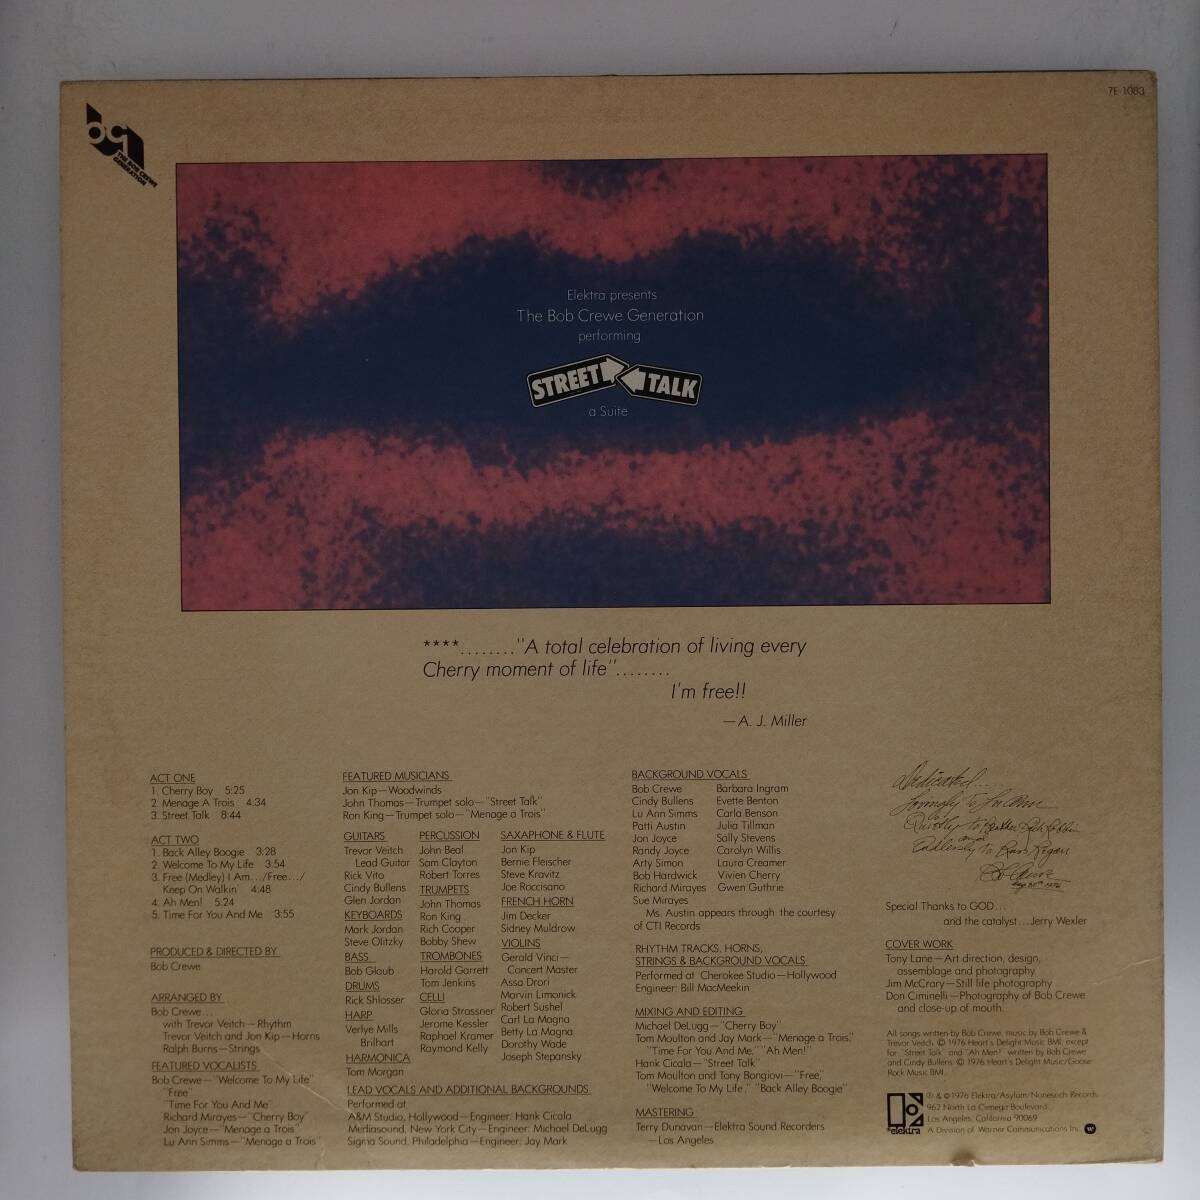 7E 1083
THE BOB CREWE
GENERATION
Elektra presents
The Bob Crewe Generation
performing
STREET TALK
a Suite
****........"A total celebration of living every
Cherry moment of life"........
I'm free!!
—A. J. Miller
ACT ONE
1. Cherry Boy 5:25
2. Menage A Trois 4:34
3. Street Talk 8:44
ACT TWO
1. Back Alley Boogie 3:28
2. Welcome To My Life 3:54
3. Free (Medley) I Am.../Free.../
Keep On Walkin' 4:48
4. Ah Men! 5:24
5. Time For You And Me 3:55
PRODUCED & DIRECTED BY
Bob Crewe
ARRANGED BY
Bob Crewe...
with Trevor Veitch—Rhythm
Trevor Veitch and Jon Kip—Horns
Ralph Burns—Strings
FEATURED VOCALISTS
Bob Crewe—"Welcome To My Life"
"Free"
"Time For You And Me"
Richard Mirayes—"Cherry Boy"
Jon Joyce—"Menage a Trois"
Lu Ann Simms—"Menage a Trois"
FEATURED MUSICIANS
Jon Kip—Woodwinds
John Thomas—Trumpet solo—"Street Talk"
Ron King—Trumpet solo—"Menage a Trois"
GUITARS
Trevor Veitch
Lead Guitar
Rick Vito
Cindy Bullens
Glen Jordan
KEYBOARDS
Mark Jordan
Steve Olitzky
BASS
Bob Glaub
DRUMS
Rick Shlosser
HARP
Verlye Mills
Brilhart
HARMONICA
Tom Morgan
PERCUSSION
John Beal
Sam Clayton
Robert Torres
TRUMPETS
John Thomas
Ron King
Rich Cooper
Bobby Shew
TROMBONES
Harold Garrett
Tom Jenkins
CELLI
Gloria Strassner
Jerome Kessler
Raphael Kramer
Raymond Kelly
SAXAPHONE & FLUTE
Jon Kip
Bernie Fleischer
Steve Kravitz
Joe Roccisano
FRENCH HORN
Jim Decker
Sidney Muldrow
VIOLINS
Gerald Vinci—
Concert Master
Assa Drori
Marvin Limonick
Robert Sushel
Carl La Magna
Betty La Magna
Dorothy Wade
Joseph Stepansky
LEAD VOCALS AND ADDITIONAL BACKGROUNDS
Performed at
A&M Studio, Hollywood—Engineer: Hank Cicala
Mediasound, New York City—Engineer: Michael DeLugg
Sigma Sound, Philadelphia—Engineer: Jay Mark
BACKGROUND VOCALS
Bob Crewe
Cindy Bullens
Lu Ann Simms
Patti Austin
Jon Joyce
Randy Joyce
Arty Simon
Bob Hardwick
Richard Mirayes
Sue Mirayes
Barbara Ingram
Evette Benton
Carla Benson
Julia Tillman
Sally Stevens
Carolyn Willis
Laura Creamer
Vivien Cherry
Gwen Guthrie
Ms. Austin appears through the courtesy
of CTI Records
RHYTHM TRACKS, HORNS,
STRINGS & BACKGROUND VOCALS
Performed at Cherokee Studio—Hollywood
Engineer: Bill MacMeekin
MIXING AND EDITING
Michael DeLugg—"Cherry Boy"
Tom Moulton and Jay Mark—"Menage a Trois,"
"Time For You And Me," "Ah Men!"
Hank Cicala—"Street Talk"
Tom Moulton and Tony Bongiovi—"Free,"
"Welcome To My Life," "Back Alley Boogie"
MASTERING
Terry Dunavan—Elektra Sound Recorders
—Los Angeles
Dedicated.....
Lovingly to
Quietly to
and
Endlessly to
Bob Crewe
Special Thanks to GOD...
and the catalyst...Jerry Wexler
COVER WORK
Tony Lane—Art direction, design,
assemblage and photography.
Jim McCrary—Still life photography
Don Ciminelli—Photography of Bob Crewe
and close-up of mouth.
All songs written by Bob Crewe, music by Bob Crewe &
Trevor Veitch, © 1976 Heart's Delight Music BMI; except
for "Street Talk" and "Ah Men!" written by Bob Crewe
and Cindy Bullens. © 1976 Heart's Delight Music/Goose
Rock Music BMI.
elektra
℗ & © 1976 Elektra/Asylum/Nonesuch Records
962 North La Cienega Boulevard
Los Angeles, California 90069
A Division of Warner Communications Inc.